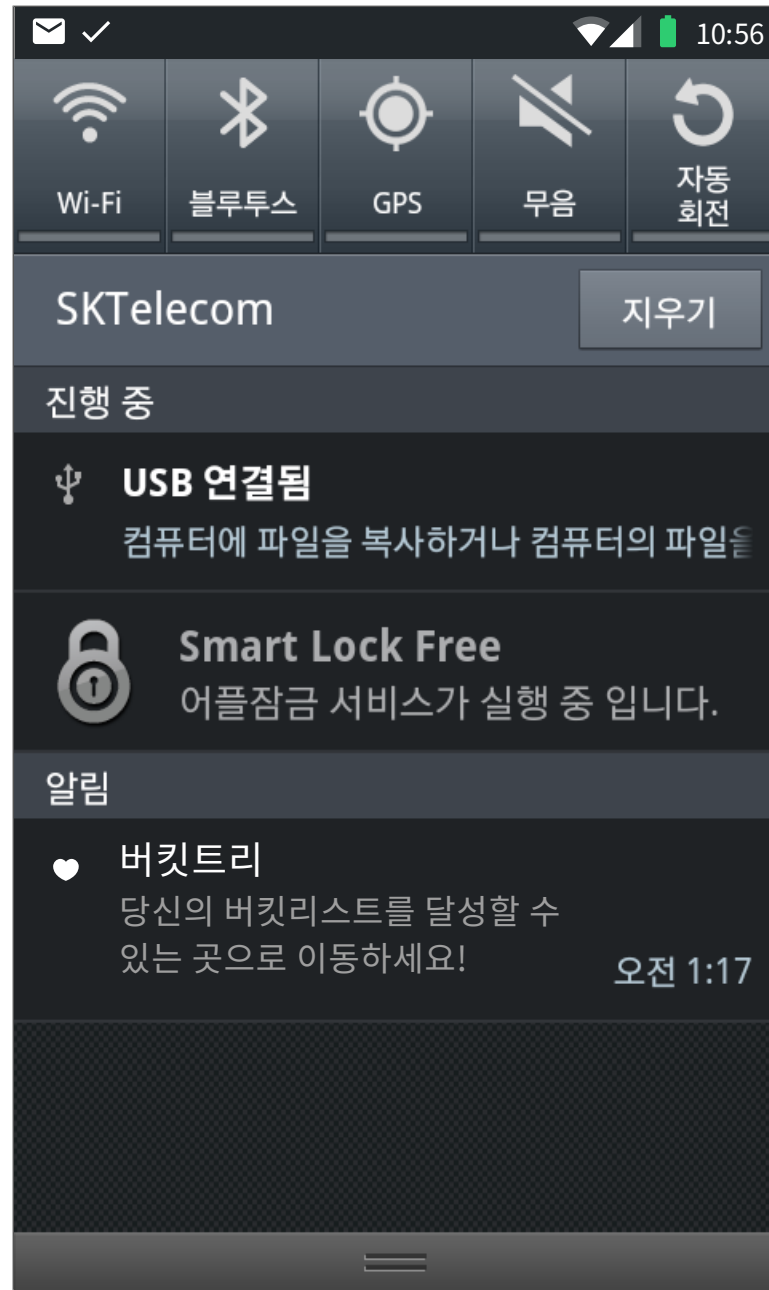 10:56
Wi-Fi
블루투스
GPS
무음
자동
회전
SKTelecom
지우기
진행 중
USB 연결됨
컴퓨터에 파일을 복사하거나 컴퓨터의 파일을
Smart Lock Free
어플잠금 서비스가 실행 중 입니다.
알림
버킷트리
당신의 버킷리스트를 달성할 수
있는 곳으로 이동하세요!
오전 1:17